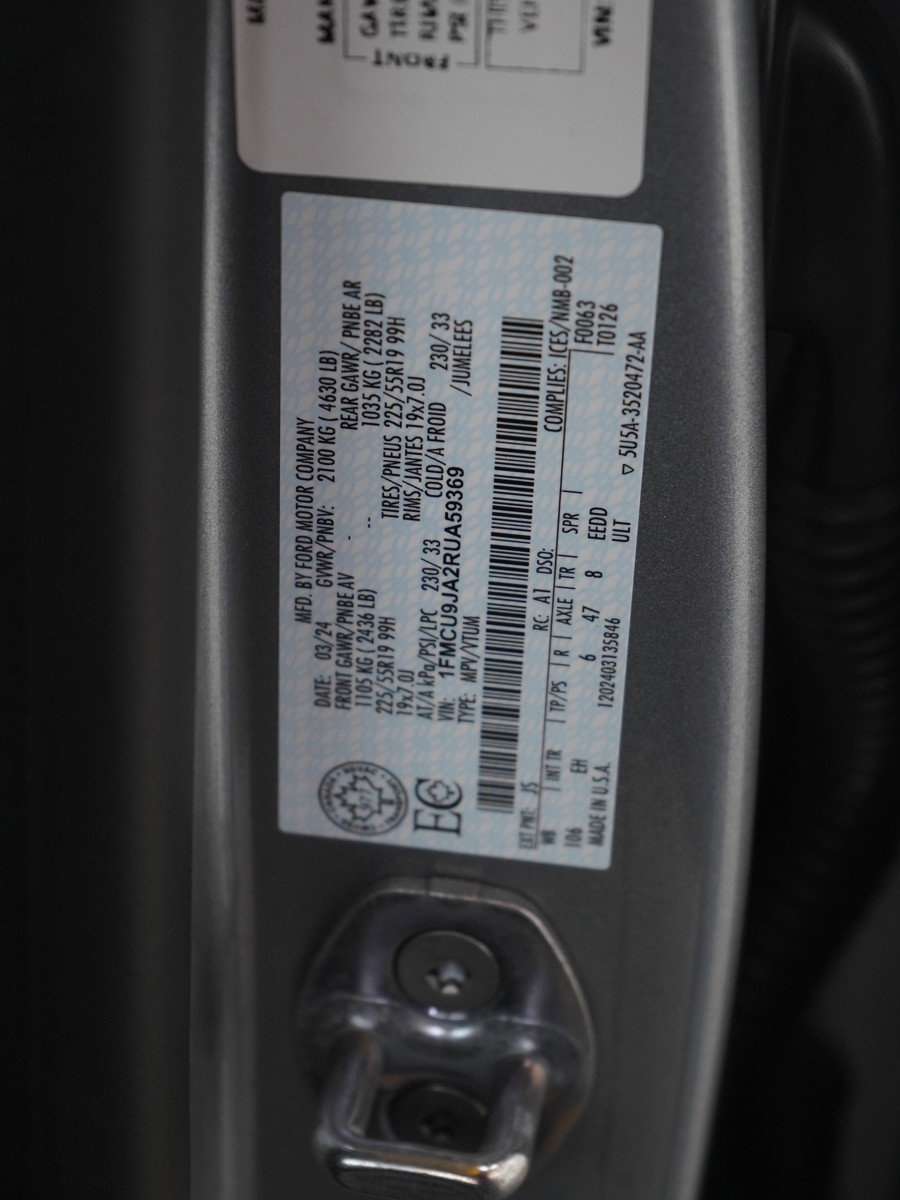 FRONT
MFD. BY FORD MOTOR COMPANY
DATE: 03/24 GVWR/PNBV: 2100 KG ( 4630 LB)
FRONT GAWR/PNBE AV - REAR GAWR/ PNBE AR
1105 KG ( 2436 LB) -- 1035 KG ( 2282 LB)
225/55R19 99H TIRES/PNEUS 225/55R19 99H
19x7.0J RIMS/JANTES 19x7.0J
AT/A kPa/PSI/LPC 230/ 33 COLD/A FROID 230/ 33
VIN: 1FMCU9JA2RUA59369 /JUMELEES
TYPE: MPV/VTUM
EC
COMPLIES: ICES/NMB-002
EXT PNT: JS RC: A1 DSO: F0063
WB INT TR TP/PS R AXLE TR SPR T0126
106 EH 6 47 8 EEDD
MADE IN U.S.A. 1202403135846 ULT ▽ 5U5A-3520472-AA